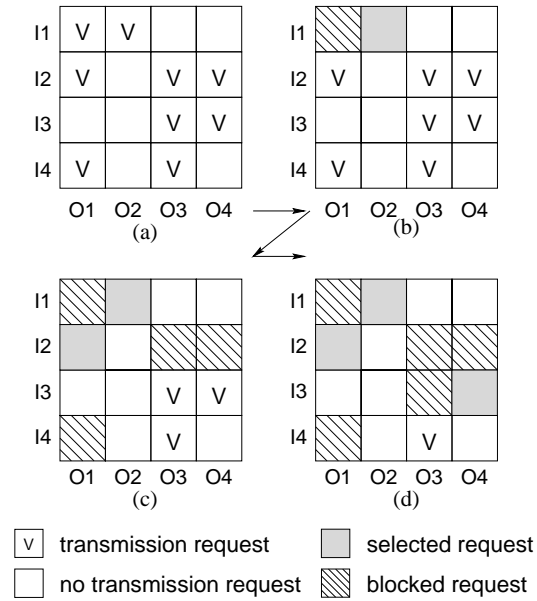 I1 V V
I2 V V V
I3 V V
I4 V V
O1 O2 O3 O4
(a)
I1
I2 V V V
I3 V V
I4 V V
O1 O2 O3 O4
(b)
I1
I2
I3 V V
I4 V
O1 O2 O3 O4
(c)
I1
I2
I3
I4 V
O1 O2 O3 O4
(d)
V transmission request
selected request
no transmission request
blocked request